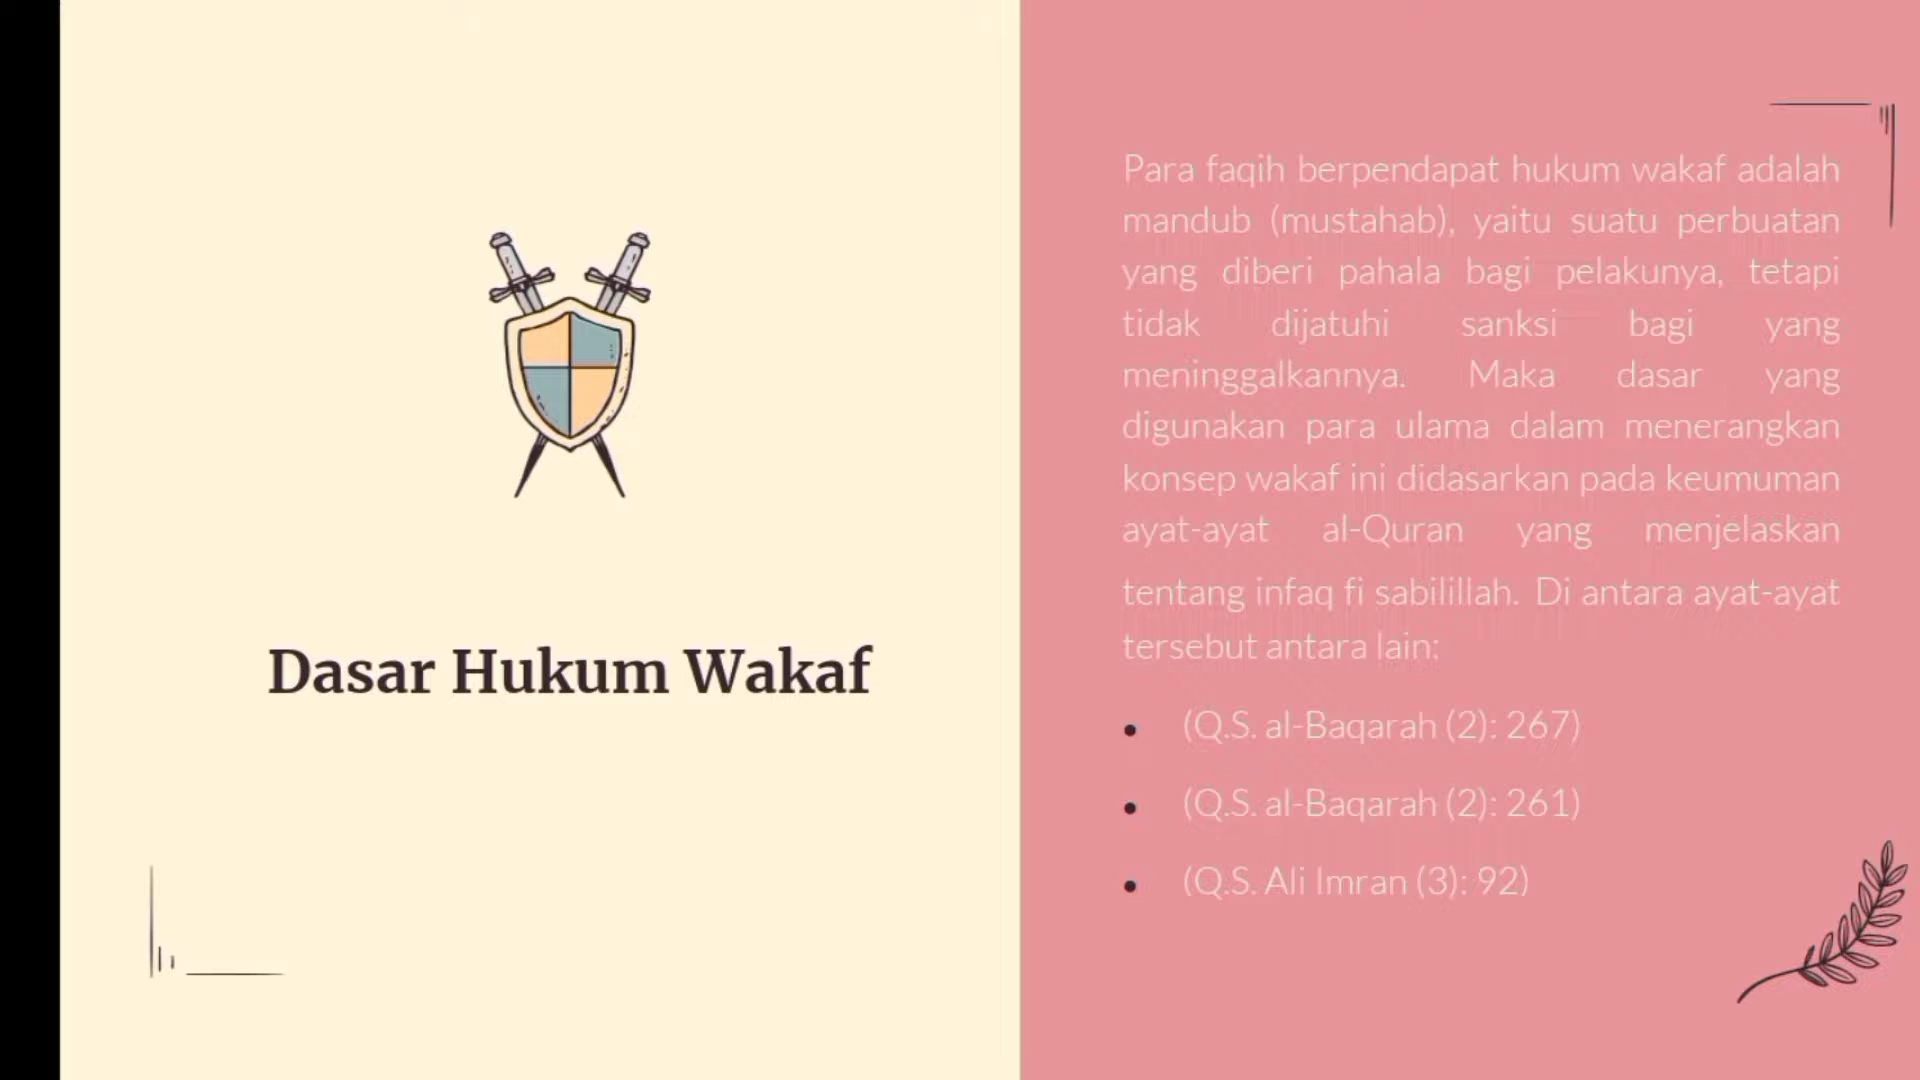 Dasar Hukum Wakaf
Para faqih berpendapat hukum wakaf adalah
mandub (mustahab), yaitu suatu perbuatan
yang diberi pahala bagi pelakunya, tetapi
tidak dijatuhi sanksi bagi yang
meninggalkannya. Maka dasar yang
digunakan para ulama dalam menerangkan
konsep wakaf ini didasarkan pada keumuman
ayat-ayat al-Quran yang menjelaskan
tentang infaq fi sabilillah. Di antara ayat-ayat
tersebut antara lain:
• (Q.S. al-Baqarah (2): 267)
• (Q.S. al-Baqarah (2): 261)
• (Q.S. Ali Imran (3): 92)